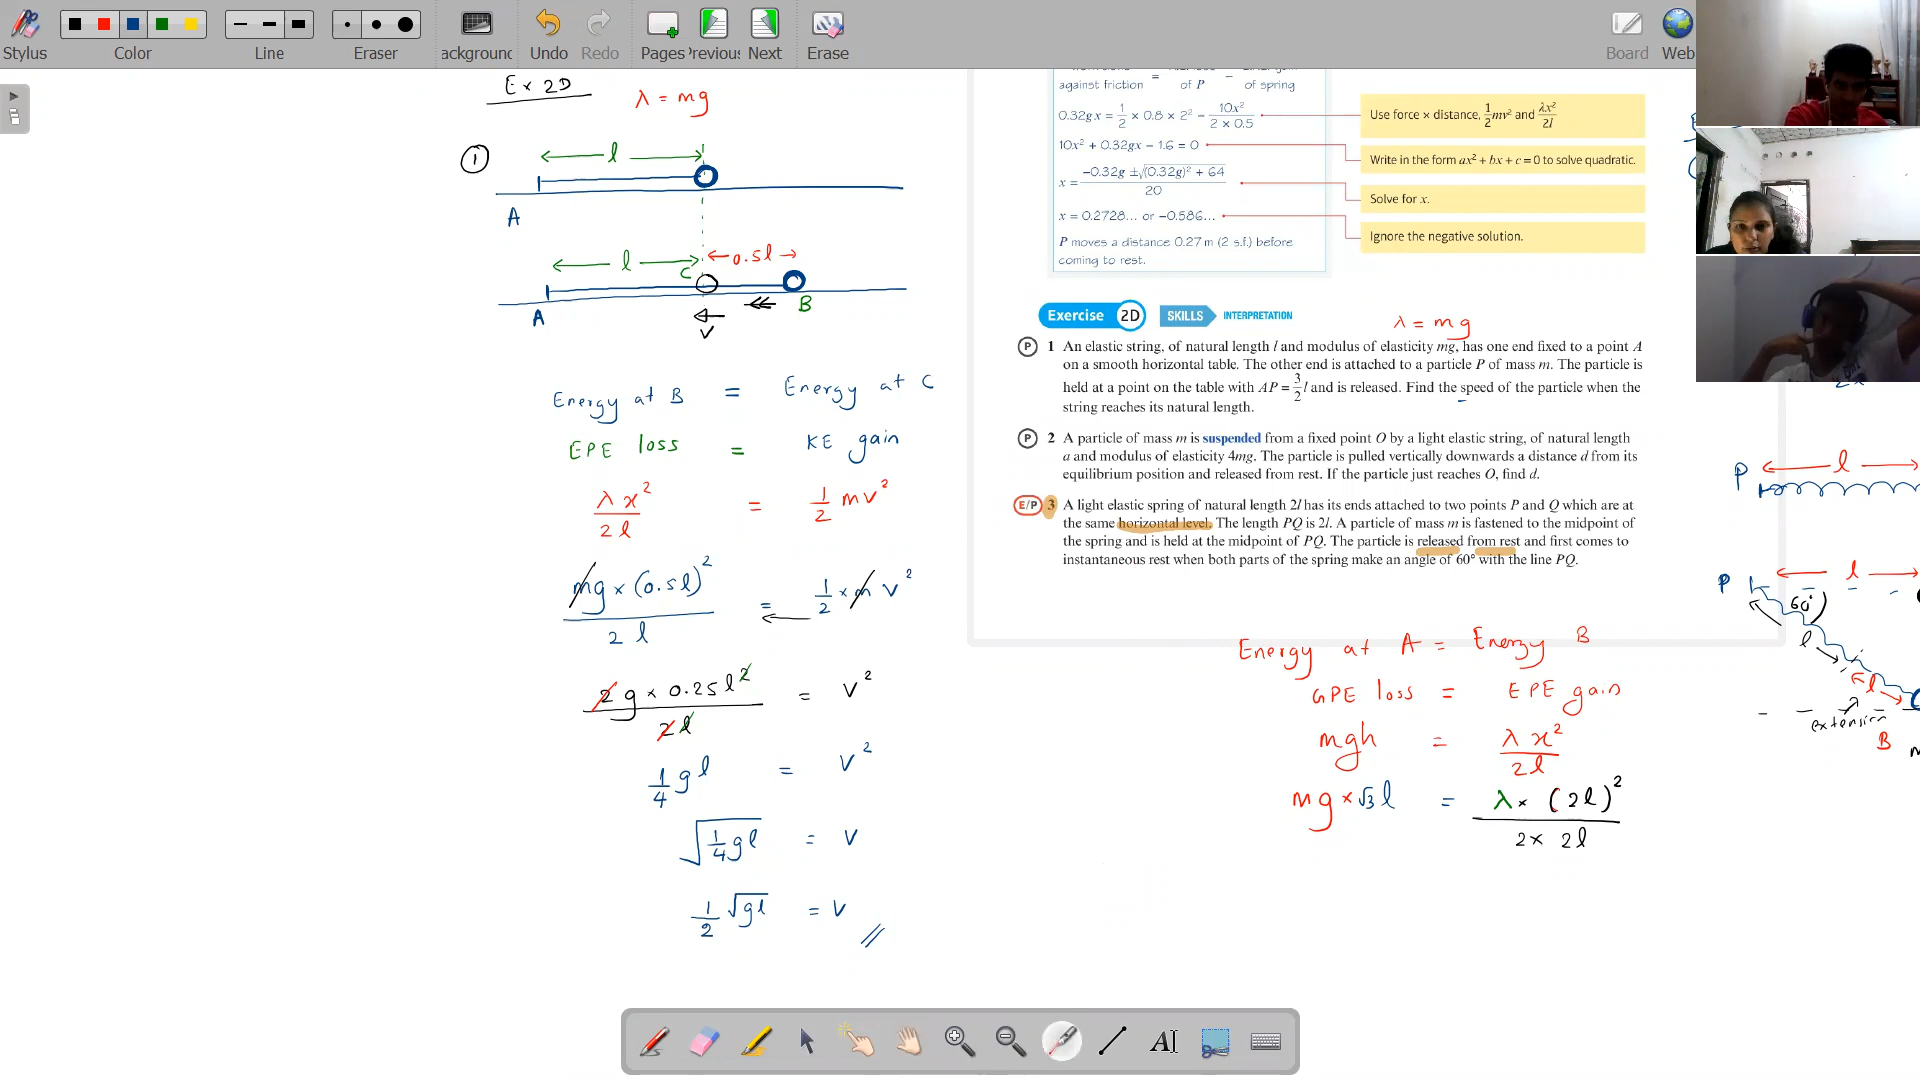 Stylus
Color
Line
Eraser
ackground
Undo
Redo
Pages
Previous
Next
Erase
Board
Web
Ex 2D
λ = mg
①
l
A
l
C
0.5l
A
B
V
Energy at B = Energy at C
EPE loss = KE gain
λx²/2l = 1/2 mv²
mg × (0.5l)²/2l = 1/2 × m v²
2g × 0.25l²/2l = v²
1/4 gl = v²
√(1/4 gl) = v
1/2 √gl = v //
against friction = of P − of spring
0.32gx = 1/2 × 0.8 × 2² − 10x²/(2 × 0.5)
10x² + 0.32gx − 1.6 = 0
x = (−0.32g ±√((0.32g)² + 64))/20
x = 0.2728... or −0.586...
P moves a distance 0.27 m (2 s.f.) before
coming to rest.
Use force × distance, 1/2 mv² and λx²/2l
Write in the form ax² + bx + c = 0 to solve quadratic.
Solve for x.
Ignore the negative solution.
Exercise 2D SKILLS INTERPRETATION
λ = mg
P 1 An elastic string, of natural length l and modulus of elasticity mg, has one end fixed to a point A
on a smooth horizontal table. The other end is attached to a particle P of mass m. The particle is
held at a point on the table with AP = 3/2 l and is released. Find the speed of the particle when the
string reaches its natural length.
P 2 A particle of mass m is suspended from a fixed point O by a light elastic string, of natural length
a and modulus of elasticity 4mg. The particle is pulled vertically downwards a distance d from its
equilibrium position and released from rest. If the particle just reaches O, find d.
E/P 3 A light elastic spring of natural length 2l has its ends attached to two points P and Q which are at
the same horizontal level. The length PQ is 2l. A particle of mass m is fastened to the midpoint of
the spring and is held at the midpoint of PQ. The particle is released from rest and first comes to
instantaneous rest when both parts of the spring make an angle of 60° with the line PQ.
Energy at A = Energy B
GPE loss = EPE gain
mgh = λx²/2l
mg × √3 l = λ × (2l)²/2 × 2l
P
l
P
l
60°
l
l
extension
B